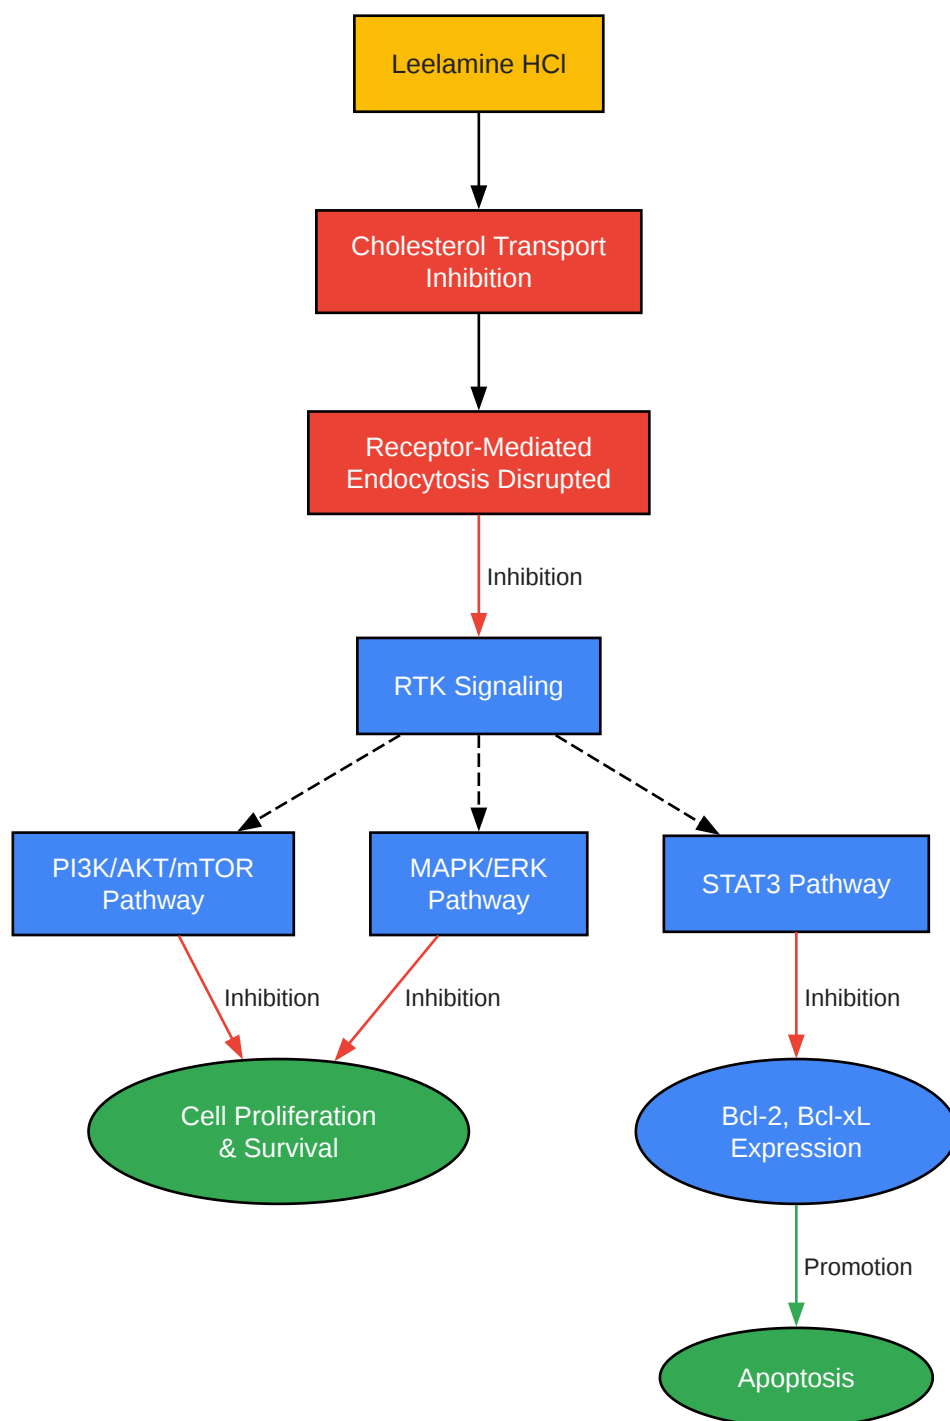 Leelamine HCl
Cholesterol Transport
Inhibition
Receptor-Mediated
Endocytosis Disrupted
Inhibition
RTK Signaling
PI3K/AKT/mTOR
Pathway
MAPK/ERK
Pathway
STAT3 Pathway
Inhibition
Inhibition
Inhibition
Cell Proliferation
& Survival
Bcl-2, Bcl-xL
Expression
Promotion
Apoptosis